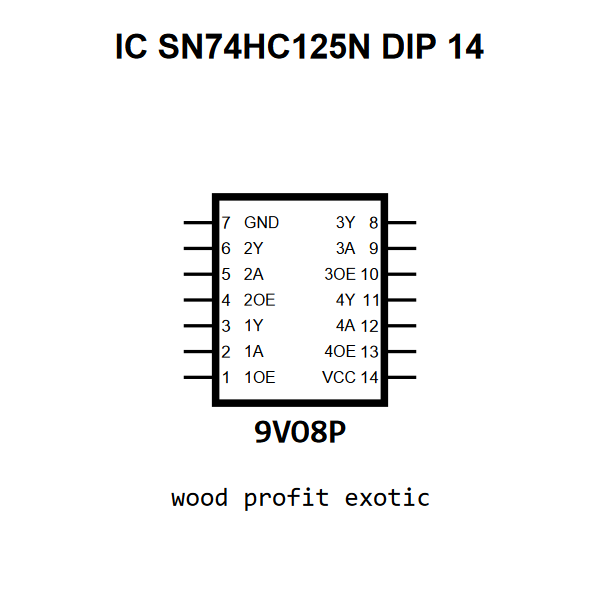 IC SN74HC125N DIP 14
7 GND 3Y 8
6 2Y 3A 9
5 2A 3OE 10
4 2OE 4Y 11
3 1Y 4A 12
2 1A 4OE 13
1 1OE VCC 14
9V08P
wood profit exotic